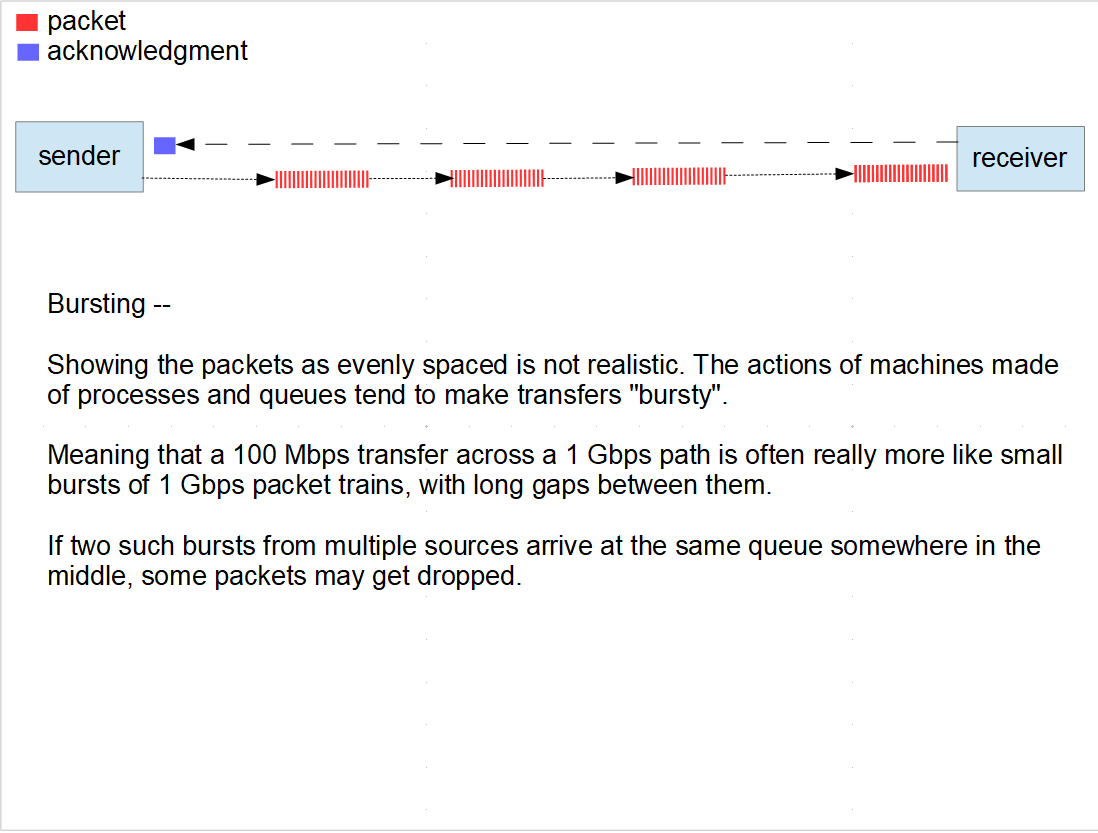 packet
acknowledgment
sender
receiver
Bursting --
Showing the packets as evenly spaced is not realistic. The actions of machines made
of processes and queues tend to make transfers "bursty".
Meaning that a 100 Mbps transfer across a 1 Gbps path is often really more like small
bursts of 1 Gbps packet trains, with long gaps between them.
If two such bursts from multiple sources arrive at the same queue somewhere in the
middle, some packets may get dropped.